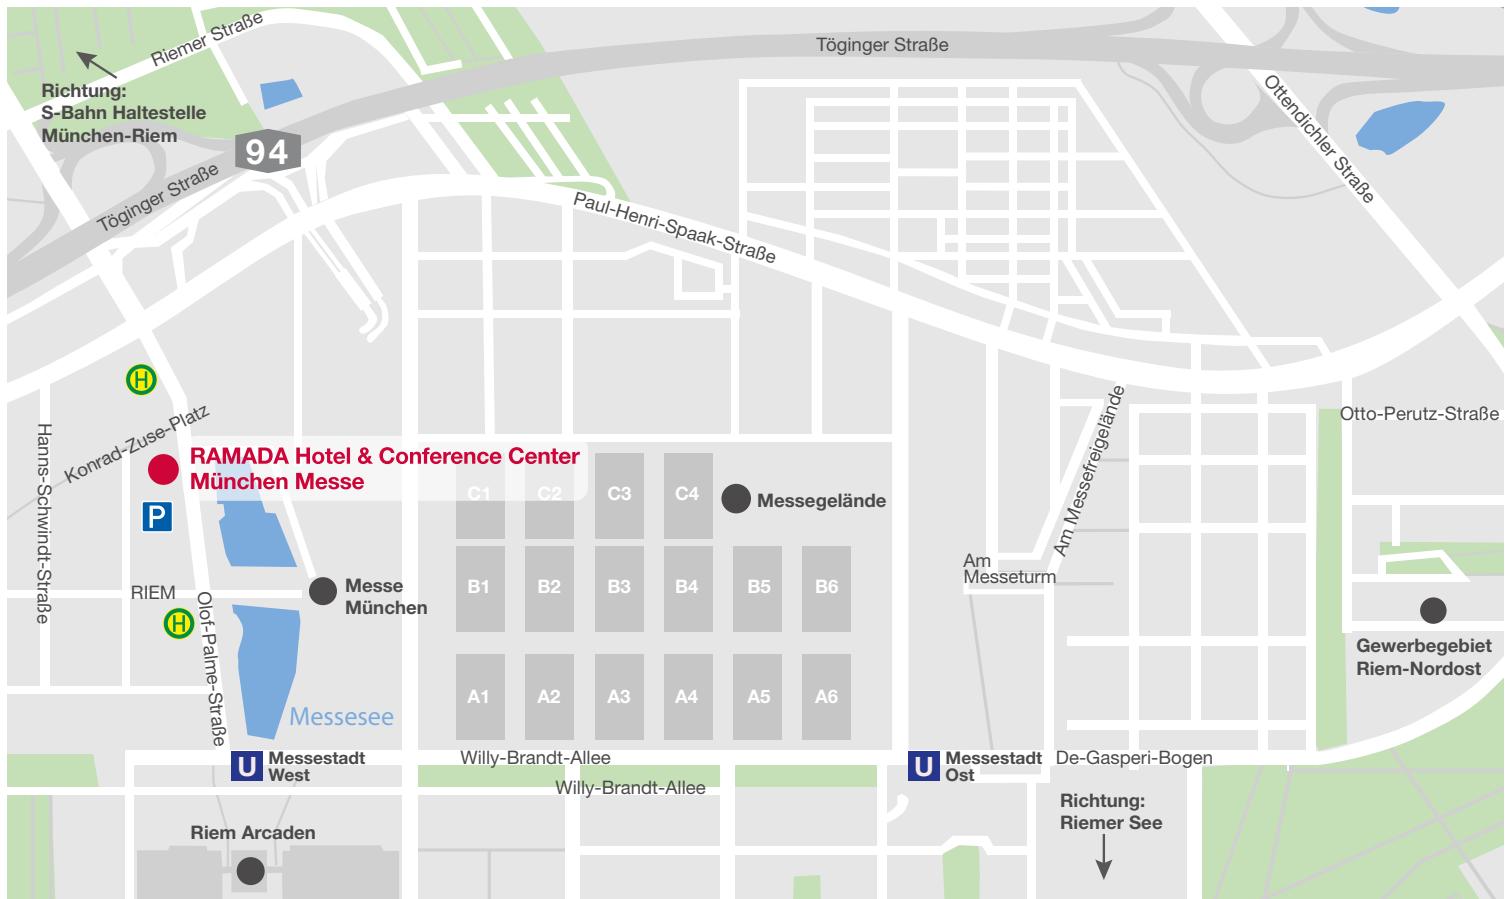 Riemer Straße
Töginger Straße
Richtung:
S-Bahn Haltestelle
München-Riem
Ottendichler Straße
94
Töginger Straße
Paul-Henri-Spaak-Straße
H
Konrad-Zuse-Platz
Hanns-Schwindt-Straße
Otto-Perutz-Straße
Am Messefreigelände
RAMADA Hotel & Conference Center
München Messe
C1
C2
C3
C4
Messegelände
P
Am
Messeturm
RIEM
Messe
München
B1
B2
B3
B4
B5
B6
H
Olof-Palme-Straße
Gewerbegebiet
Riem-Nordost
A1
A2
A3
A4
A5
A6
Messesee
U
Messestadt
West
Willy-Brandt-Allee
U
Messestadt
Ost
De-Gasperi-Bogen
Willy-Brandt-Allee
Richtung:
Riemer See
Riem Arcaden